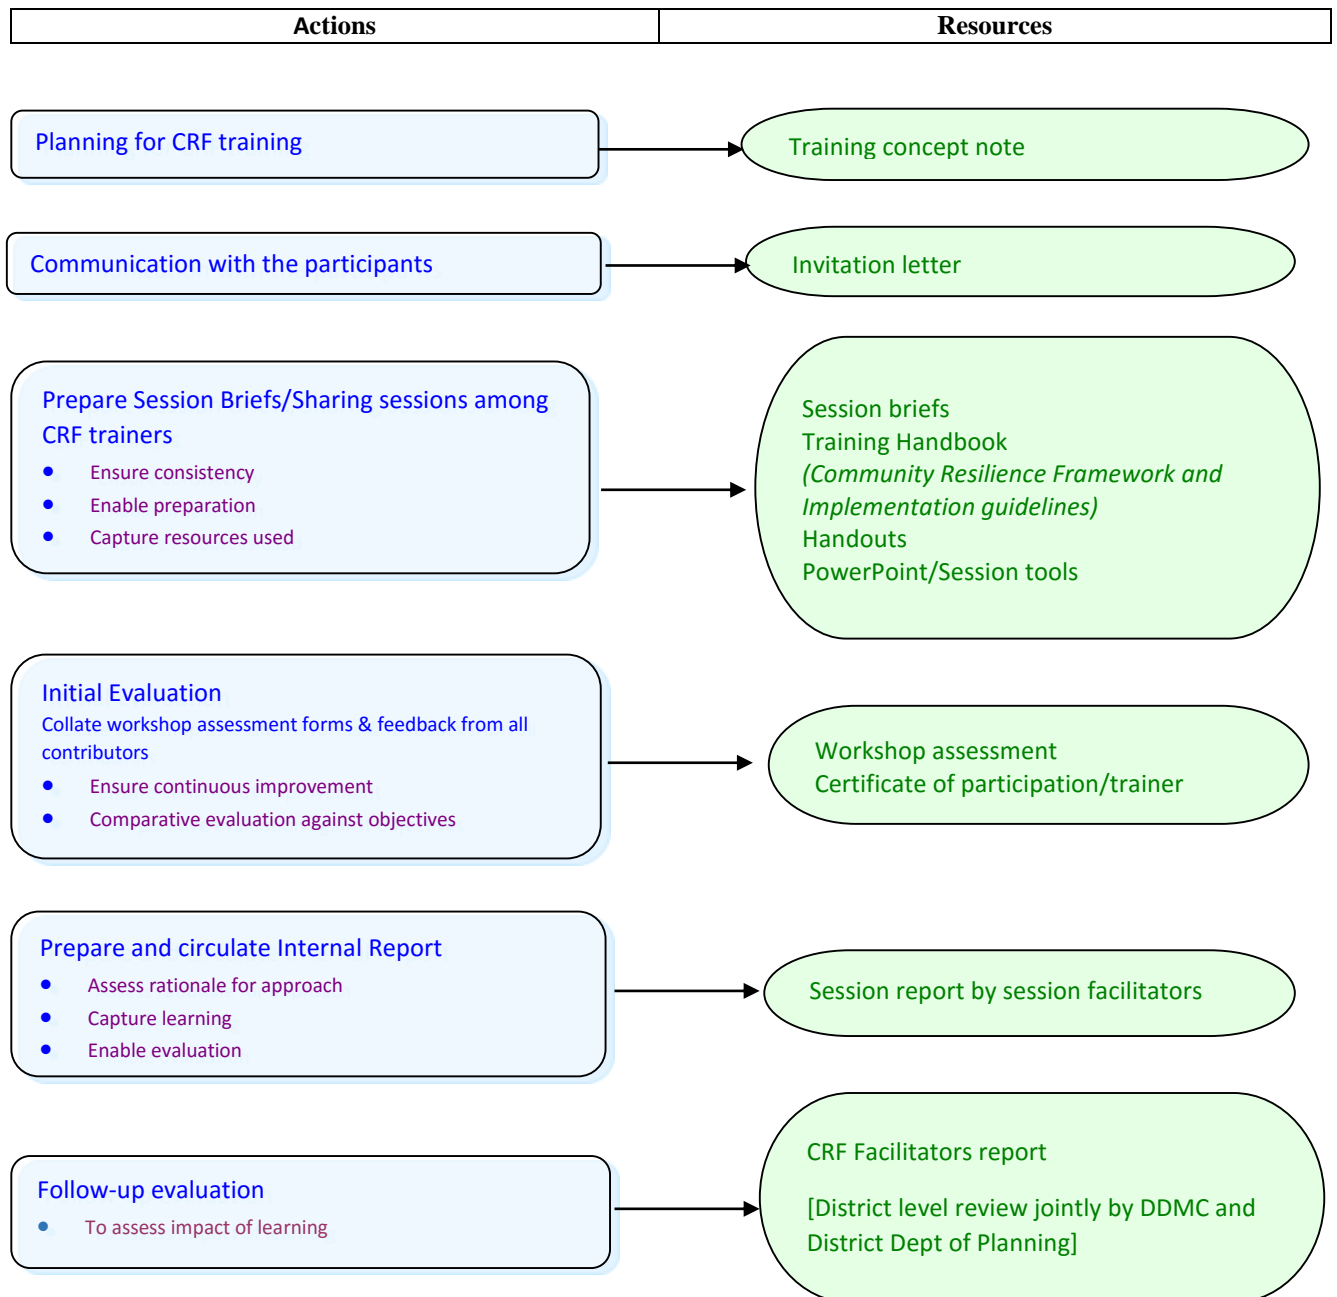 Actions
Resources
Planning for CRF training
Training concept note
Communication with the participants
Invitation letter
Prepare Session Briefs/Sharing sessions among
CRF trainers
• Ensure consistency
• Enable preparation
• Capture resources used
Session briefs
Training Handbook
(Community Resilience Framework and
Implementation guidelines)
Handouts
PowerPoint/Session tools
Initial Evaluation
Collate workshop assessment forms & feedback from all
contributors
• Ensure continuous improvement
• Comparative evaluation against objectives
Workshop assessment
Certificate of participation/trainer
Prepare and circulate Internal Report
• Assess rationale for approach
• Capture learning
• Enable evaluation
Session report by session facilitators
Follow-up evaluation
• To assess impact of learning
CRF Facilitators report
[District level review jointly by DDMC and
District Dept of Planning]